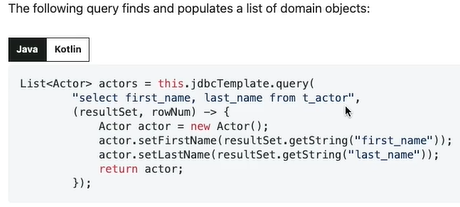 The following query finds and populates a list of domain objects:
Java Kotlin
List<Actor> actors = this.jdbcTemplate.query(
        "select first_name, last_name from t_actor",
        (resultSet, rowNum) -> {
            Actor actor = new Actor();
            actor.setFirstName(resultSet.getString("first_name"));
            actor.setLastName(resultSet.getString("last_name"));
            return actor;
        });